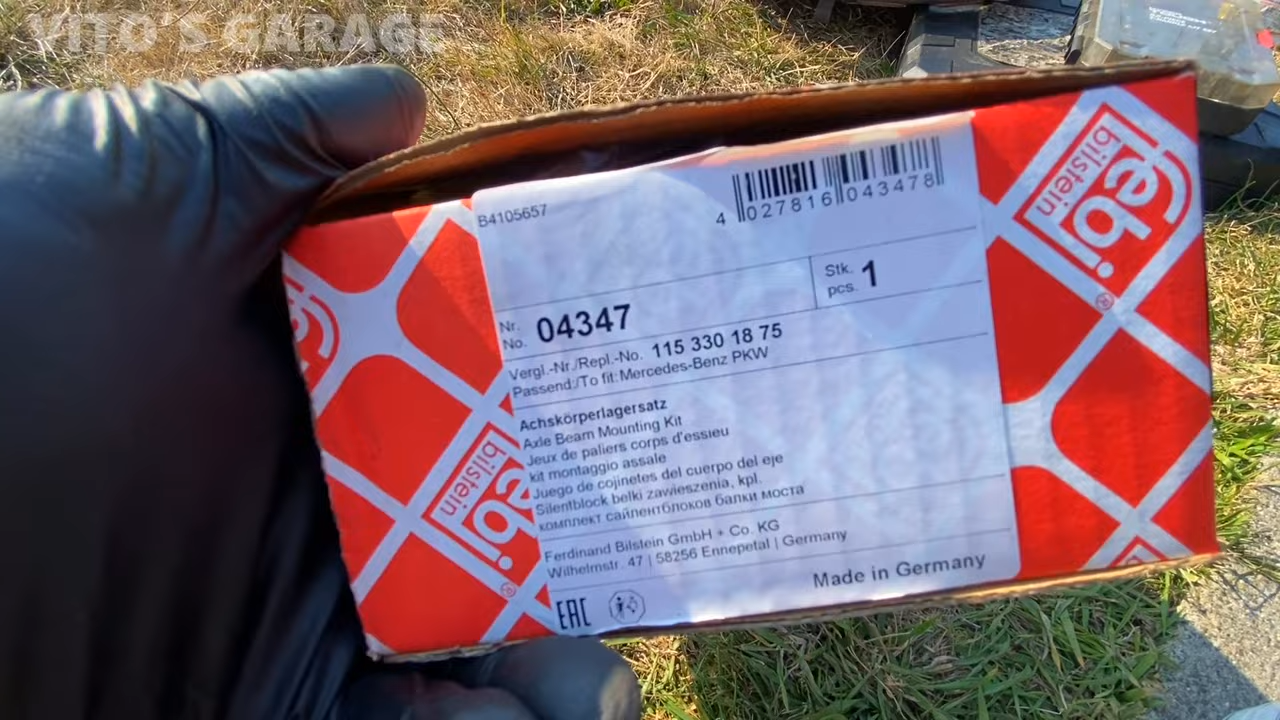 VITO'S GARAGE
B4105657
4 027816 043478
Nr.
No. 04347
Stk.
pcs. 1
Vergl.-Nr./Repl.-No. 115 330 18 75
Passend:/To fit: Mercedes-Benz PKW
Achskörperlagersatz
Axle Beam Mounting Kit
Jeux de paliers corps d'essieu
kit montaggio assale
Juego de cojinetes del cuerpo del eje
Silentblock belki zawieszenia, kpl.
комплект сайлентблоков балки моста
Ferdinand Bilstein GmbH + Co. KG
Wilhelmstr. 47 | 58256 Ennepetal | Germany
Made in Germany
EAC
febi
bilstein
®
febi
bilstein
®